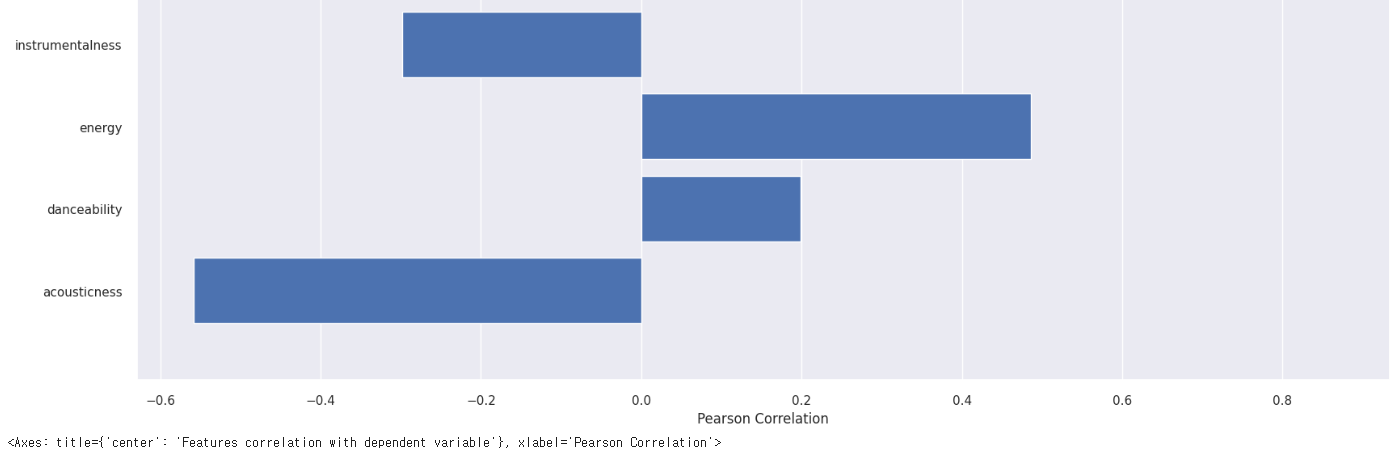 instrumentalness
energy
danceability
acousticness
−0.6 −0.4 −0.2 0.0 0.2 0.4 0.6 0.8
Pearson Correlation
<Axes: title={'center': 'Features correlation with dependent variable'}, xlabel='Pearson Correlation'>